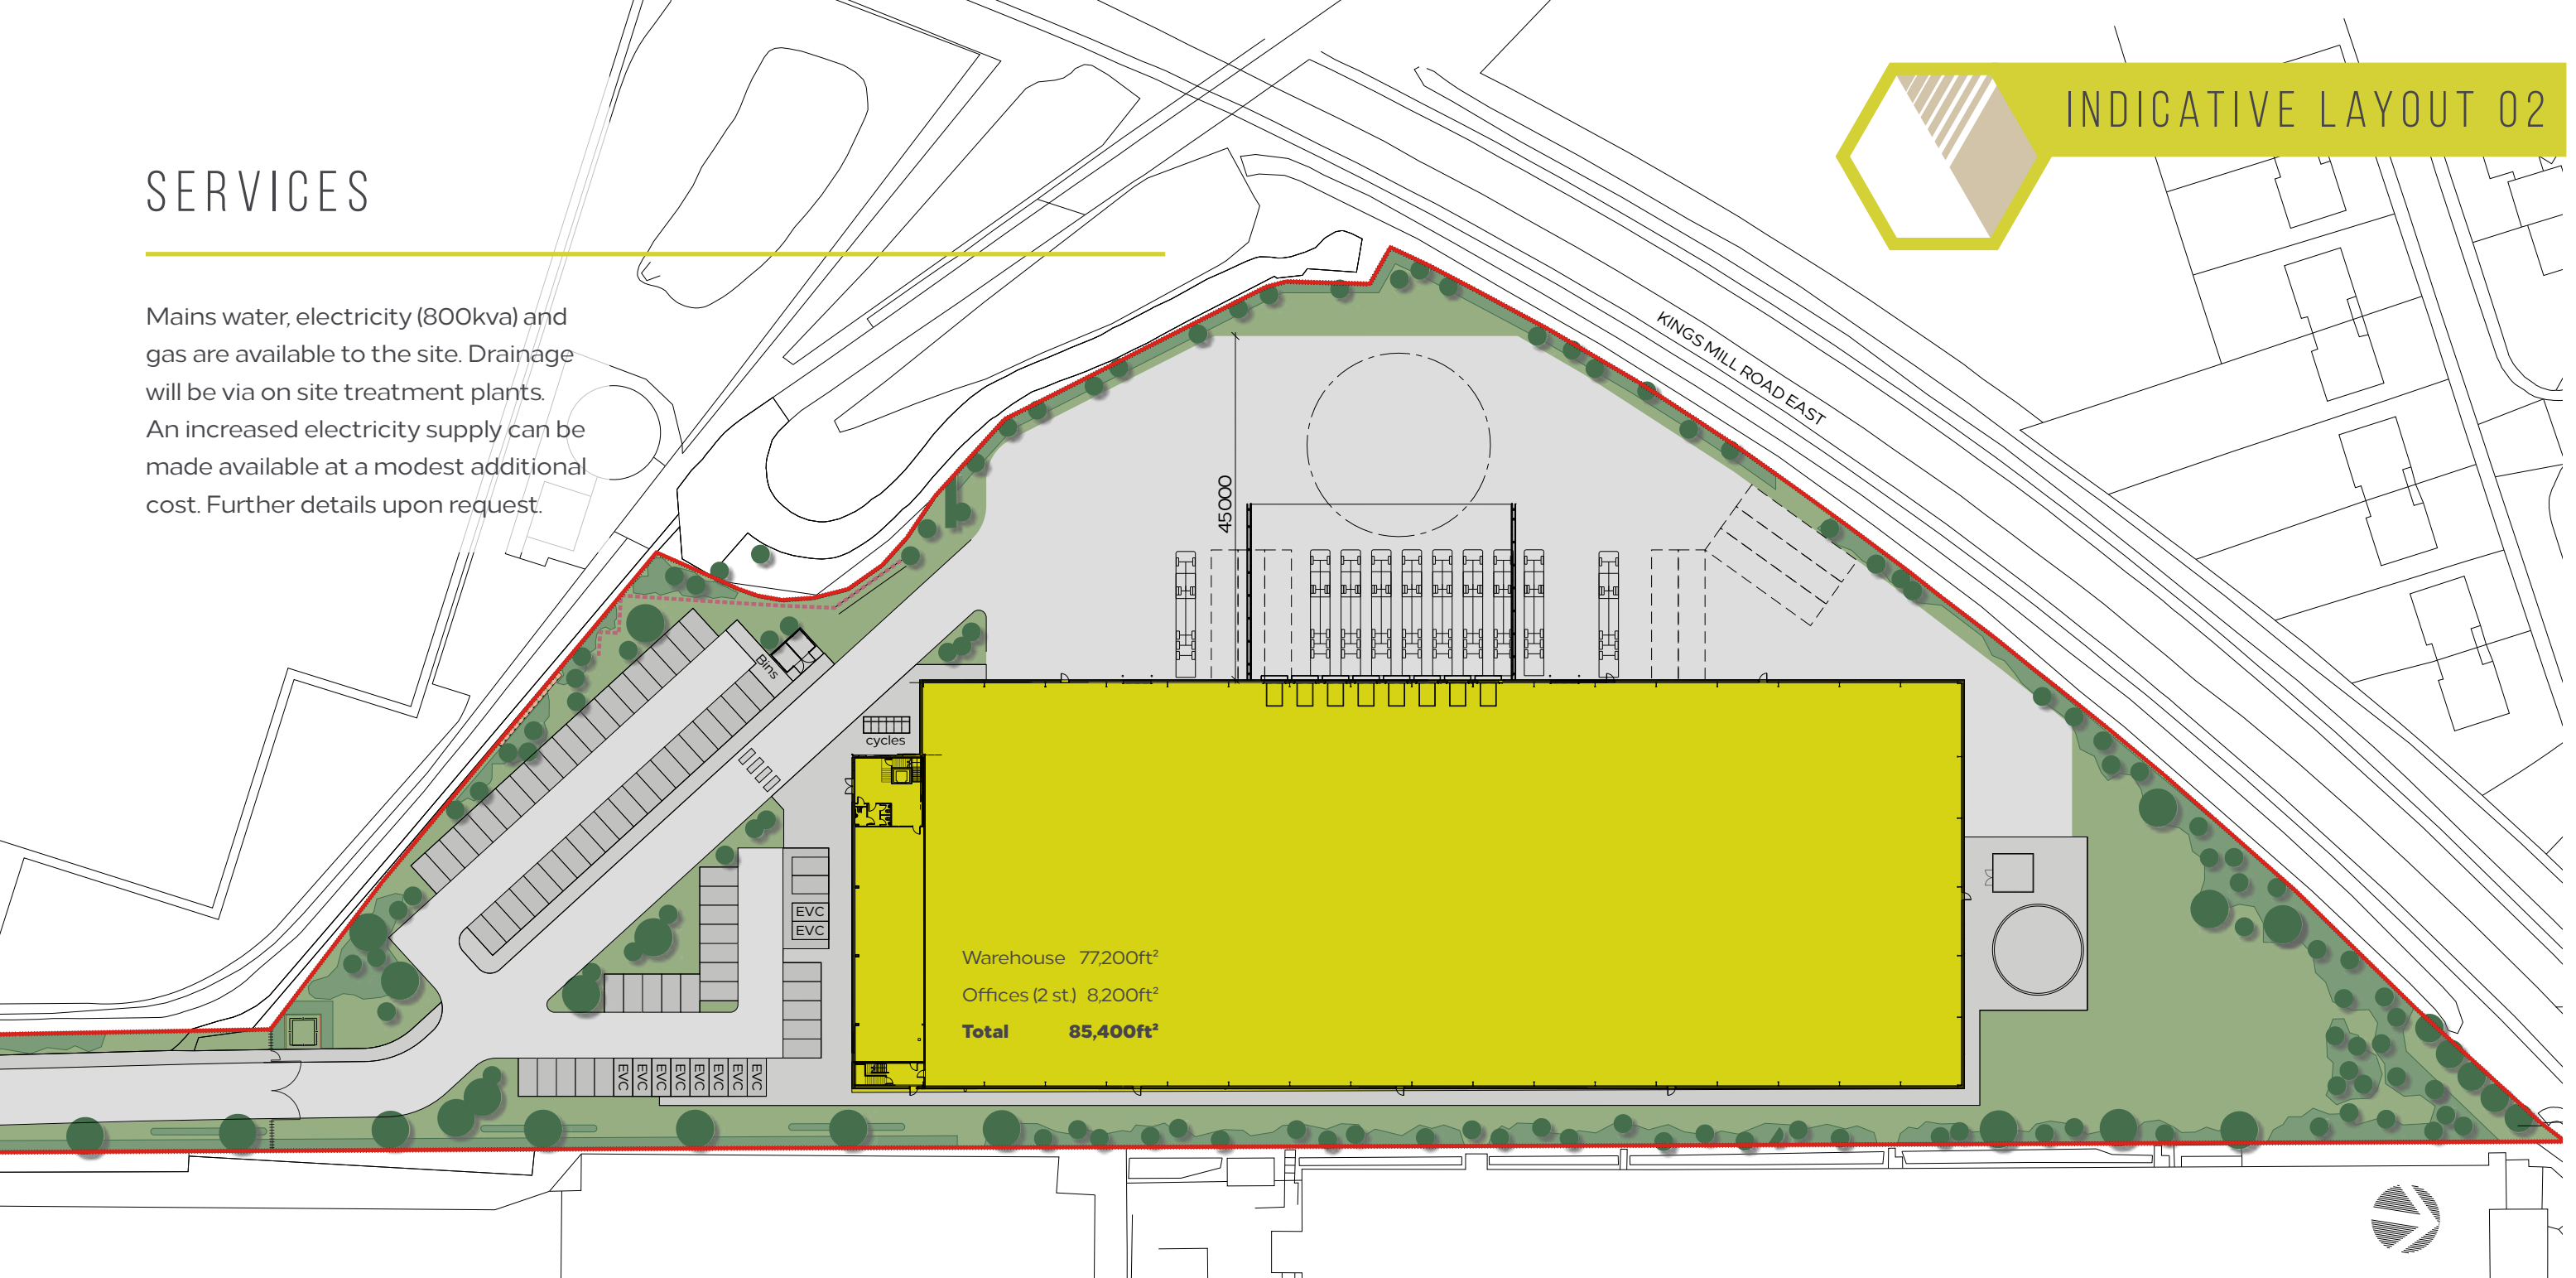 INDICATIVE LAYOUT 02
SERVICES
Mains water, electricity (800kva) and
gas are available to the site. Drainage
will be via on site treatment plants.
An increased electricity supply can be
made available at a modest additional
cost. Further details upon request.
KINGS MILL ROAD EAST
45000
Bins
cycles
EVC
EVC
Warehouse 77,200ft²
Offices (2 st.) 8,200ft²
Total 85,400ft²
EVC
EVC
EVC
EVC
EVC
EVC
EVC
EVC